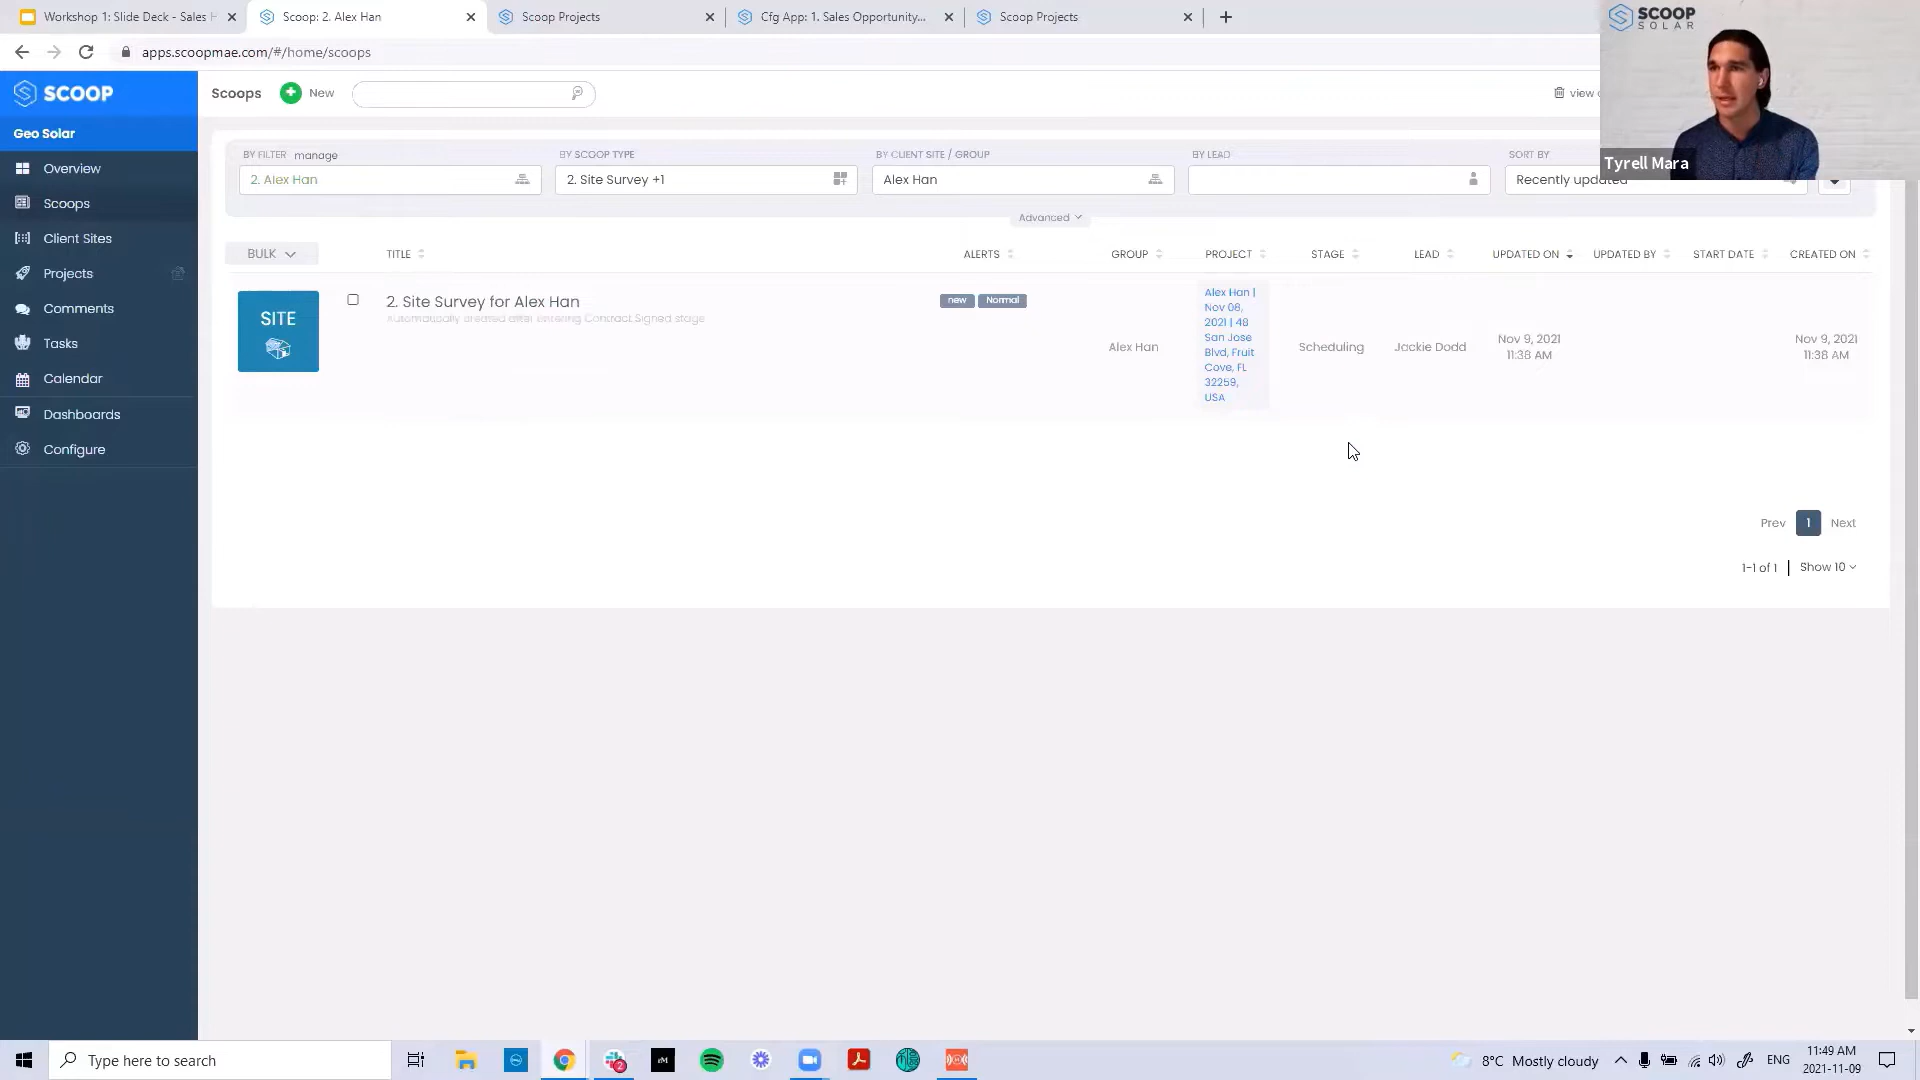 Workshop 1: Slide Deck - Sales H
Scoop: 2. Alex Han
Scoop Projects
Cfg App: 1. Sales Opportunity...
Scoop Projects
apps.scoopmae.com/#/home/scoops
SCOOP
SOLAR
Tyrell Mara
SCOOP
Geo Solar
Overview
Scoops
Client Sites
Projects
Comments
Tasks
Calendar
Dashboards
Configure
Scoops
New
view
BY FILTER manage
2. Alex Han
BY SCOOP TYPE
2. Site Survey +1
BY CLIENT SITE / GROUP
Alex Han
BY LEAD
SORT BY
Recently updated
Advanced
BULK
TITLE
ALERTS
GROUP
PROJECT
STAGE
LEAD
UPDATED ON
UPDATED BY
START DATE
CREATED ON
SITE
2. Site Survey for Alex Han
Automatically created after entering Contract Signed stage
new
Normal
Alex Han
Alex Han |
Nov 08,
2021 | 48
San Jose
Blvd, Fruit
Cove, FL
32259,
USA
Scheduling
Jackie Dodd
Nov 9, 2021
11:38 AM
Nov 9, 2021
11:38 AM
Prev
1
Next
1-1 of 1
Show 10
Type here to search
2
rM
8°C Mostly cloudy
ENG
11:49 AM
2021-11-09